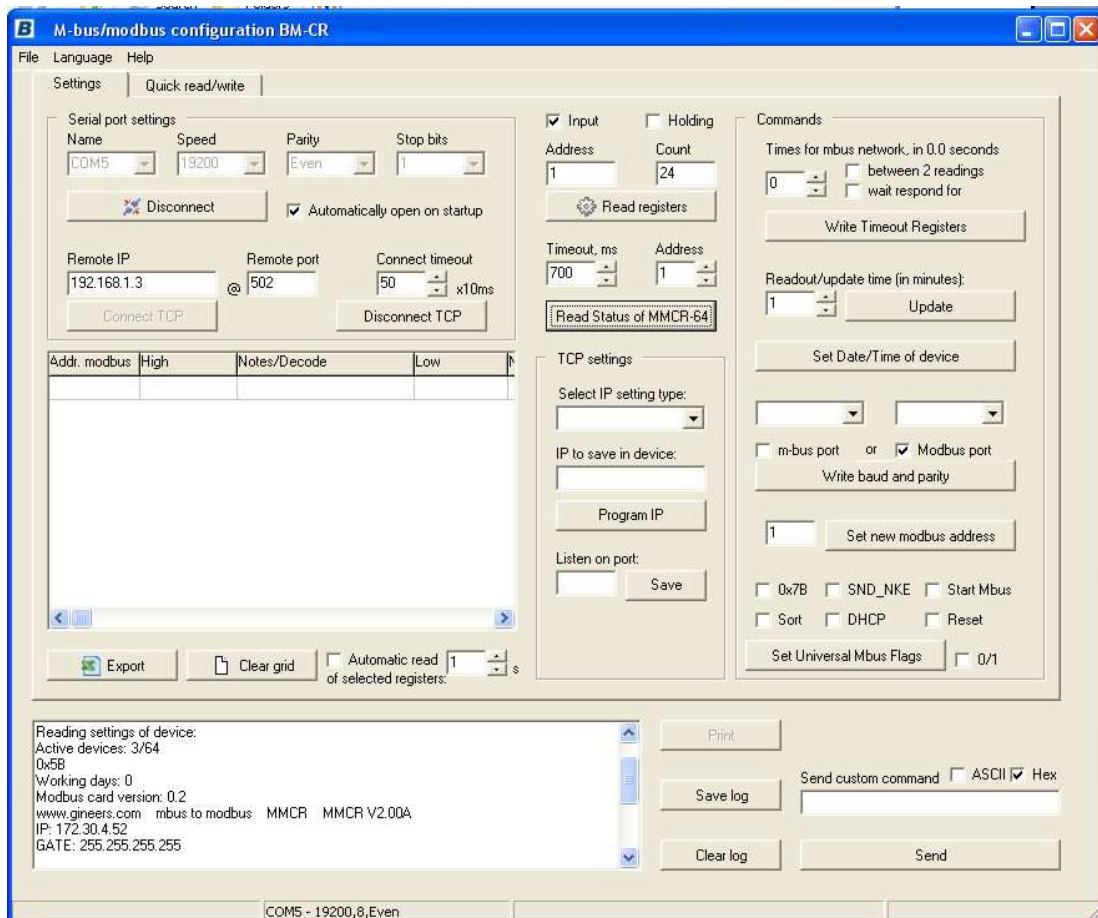 M-bus/modbus configuration BM-CR
File Language Help
Settings Quick read/write
Serial port settings
Name Speed Parity Stop bits
COM5 19200 Even 1
Disconnect Automatically open on startup
Remote IP Remote port Connect timeout
192.168.1.3 @ 502 50 x10ms
Connect TCP Disconnect TCP
Addr. modbus High Notes/Decode Low
Export Clear grid Automatic read 1 s
of selected registers:
Input Holding
Address Count
1 24
Read registers
Timeout, ms Address
700 1
Read Status of MMCR-64
TCP settings
Select IP setting type:
IP to save in device:
Program IP
Listen on port:
Save
Commands
Times for mbus network, in 0.0 seconds
0 between 2 readings
wait respond for
Write Timeout Registers
Readout/update time (in minutes):
1 Update
Set Date/Time of device
m-bus port or Modbus port
Write baud and parity
1 Set new modbus address
0x7B SND_NKE Start Mbus
Sort DHCP Reset
Set Universal Mbus Flags 0/1
Reading settings of device:
Active devices: 3/64
0x5B
Working days: 0
Modbus card version: 0.2
www.gineers.com mbus to modbus MMCR MMCR V2.00A
IP: 172.30.4.52
GATE: 255.255.255.255
Print
Save log
Clear log
Send custom command ASCII Hex
Send
COM5 - 19200,8,Even